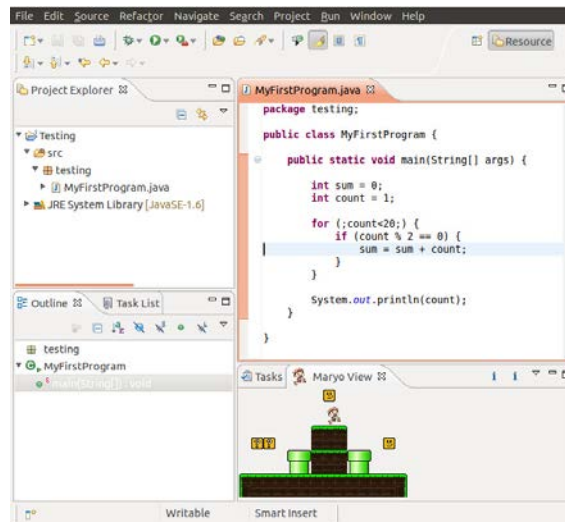 File Edit Source Refactor Navigate Search Project Run Window Help
Resource
Project Explorer
Testing
src
testing
MyFirstProgram.java
JRE System Library [JavaSE-1.6]
MyFirstProgram.java
package testing;
public class MyFirstProgram {
public static void main(String[] args) {
int sum = 0;
int count = 1;
for (;count<20;) {
if (count % 2 == 0) {
sum = sum + count;
}
}
System.out.println(count);
}
}
Outline Task List
testing
MyFirstProgram
main(String[]) : void
Tasks Maryo View
Writable Smart Insert